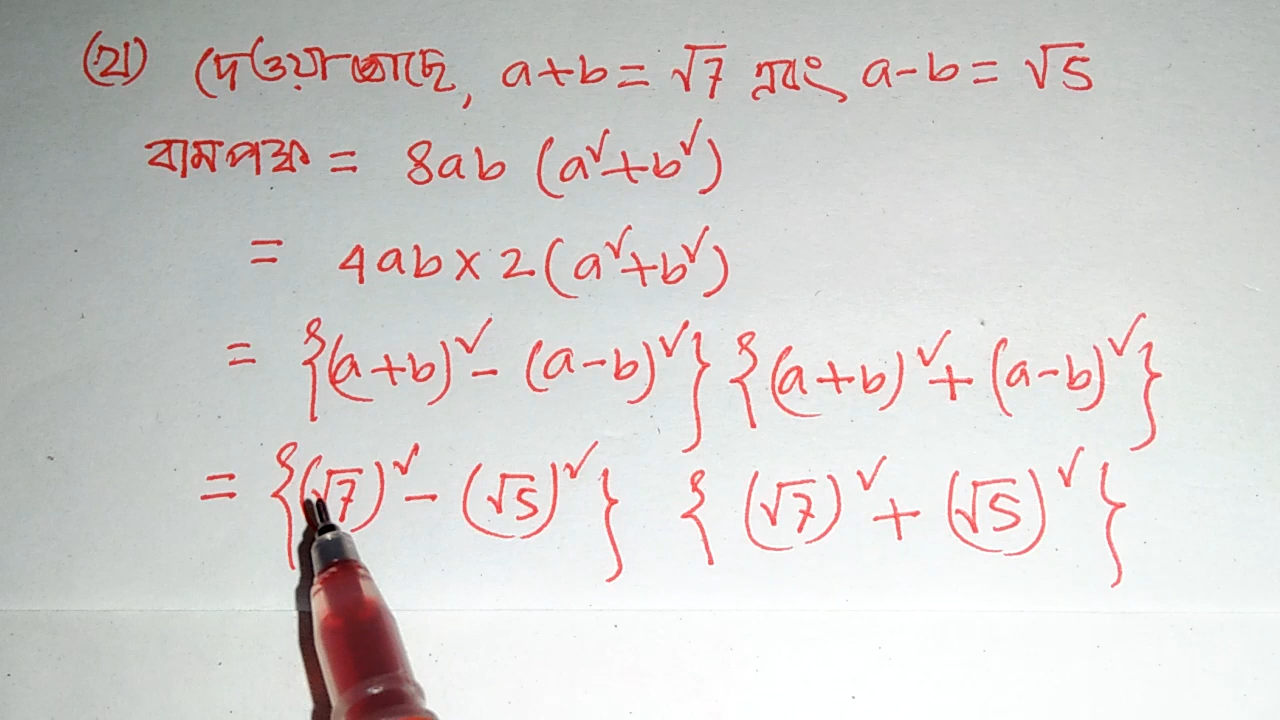 (২) দেওয়া আছে, a+b = √7 এবং a-b = √5
বামপক্ষ = 8ab (a²+b²)
= 4ab × 2(a²+b²)
= {(a+b)² - (a-b)²} {(a+b)² + (a-b)²}
= {(√7)² - (√5)²} {(√7)² + (√5)²}